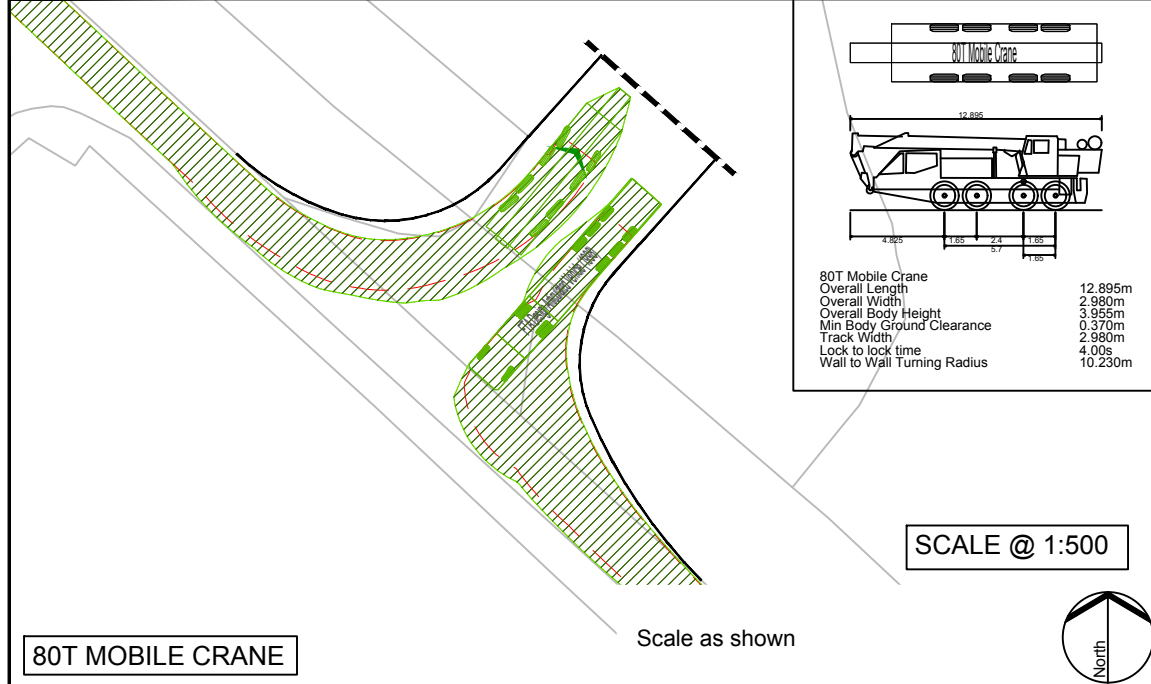 80T Mobile Crane
12.895
4.825
1.65
2.4
1.65
5.7
1.65
80T Mobile Crane
Overall Length 12.895m
Overall Width 2.980m
Overall Body Height 3.955m
Min Body Ground Clearance 0.370m
Track Width 2.980m
Lock to lock time 4.00s
Wall to Wall Turning Radius 10.230m
SCALE @ 1:500
Scale as shown
80T MOBILE CRANE
North